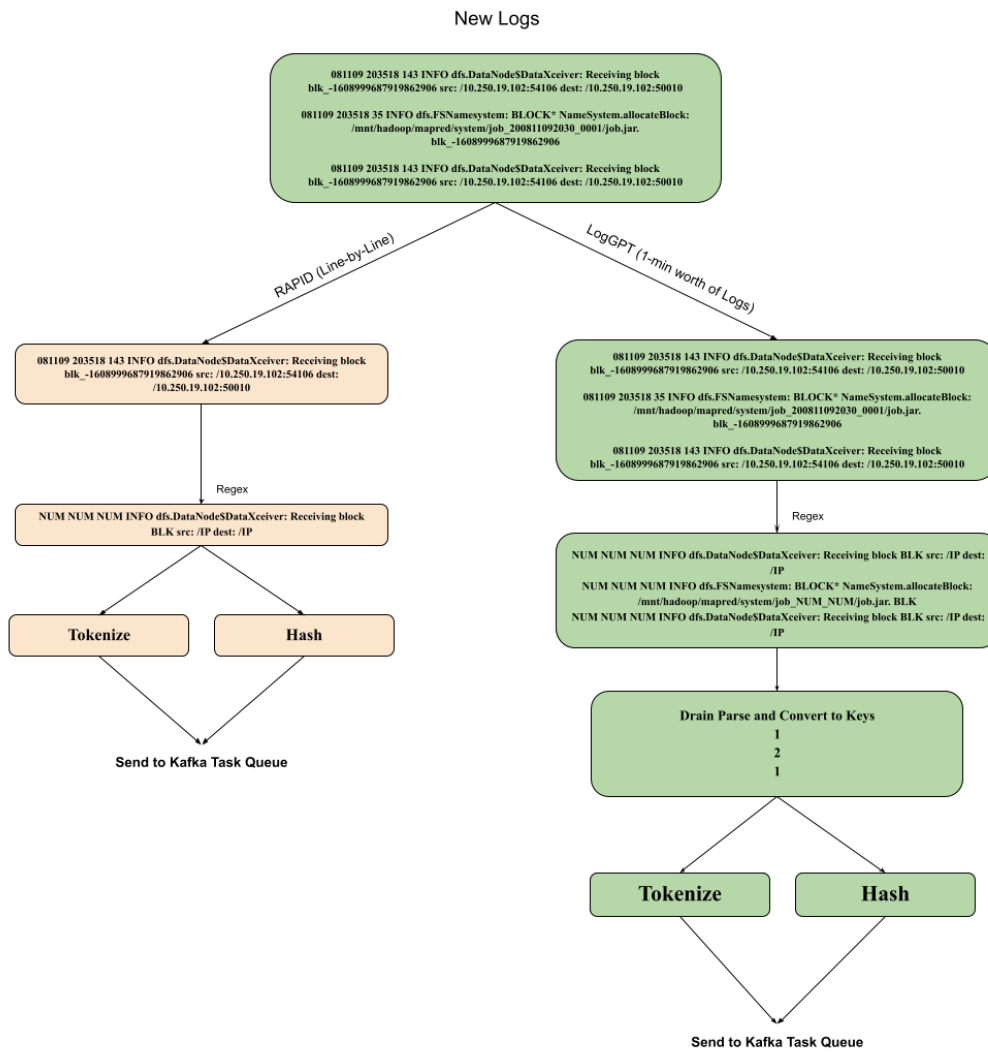 New Logs
081109 203518 143 INFO dfs.DataNode$DataXceiver: Receiving block
blk_-1608999687919862906 src: /10.250.19.102:54106 dest: /10.250.19.102:50010
081109 203518 35 INFO dfs.FSNamesystem: BLOCK* NameSystem.allocateBlock:
/mnt/hadoop/mapred/system/job_200811092030_0001/job.jar.
blk_-1608999687919862906
081109 203518 143 INFO dfs.DataNode$DataXceiver: Receiving block
blk_-1608999687919862906 src: /10.250.19.102:54106 dest: /10.250.19.102:50010
RAPID (Line-by-Line)
LogGPT (1-min worth of Logs)
081109 203518 143 INFO dfs.DataNode$DataXceiver: Receiving block
blk_-1608999687919862906 src: /10.250.19.102:54106 dest:
/10.250.19.102:50010
Regex
NUM NUM NUM INFO dfs.DataNode$DataXceiver: Receiving block
BLK src: /IP dest: /IP
Tokenize
Hash
Send to Kafka Task Queue
081109 203518 143 INFO dfs.DataNode$DataXceiver: Receiving block
blk_-1608999687919862906 src: /10.250.19.102:54106 dest: /10.250.19.102:50010
081109 203518 35 INFO dfs.FSNamesystem: BLOCK* NameSystem.allocateBlock:
/mnt/hadoop/mapred/system/job_200811092030_0001/job.jar.
blk_-1608999687919862906
081109 203518 143 INFO dfs.DataNode$DataXceiver: Receiving block
blk_-1608999687919862906 src: /10.250.19.102:54106 dest: /10.250.19.102:50010
Regex
NUM NUM NUM INFO dfs.DataNode$DataXceiver: Receiving block BLK src: /IP dest:
/IP
NUM NUM NUM INFO dfs.FSNamesystem: BLOCK* NameSystem.allocateBlock:
/mnt/hadoop/mapred/system/job_NUM_NUM/job.jar. BLK
NUM NUM NUM INFO dfs.DataNode$DataXceiver: Receiving block BLK src: /IP dest:
/IP
Drain Parse and Convert to Keys
1
2
1
Tokenize
Hash
Send to Kafka Task Queue